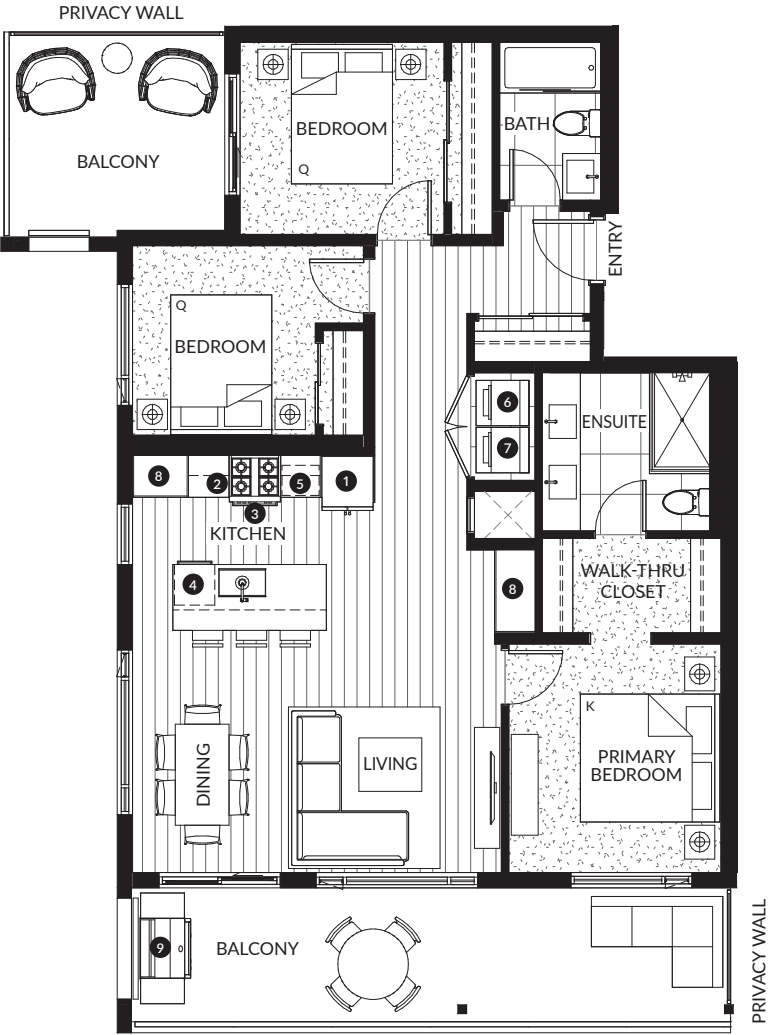 PRIVACY WALL
BALCONY
BEDROOM
Q
BATH
ENTRY
Q
BEDROOM
6
7
ENSUITE
8
2
3
5
1
KITCHEN
4
8
WALK-THRU
CLOSET
K
PRIMARY
BEDROOM
DINING
LIVING
9
BALCONY
PRIVACY WALL